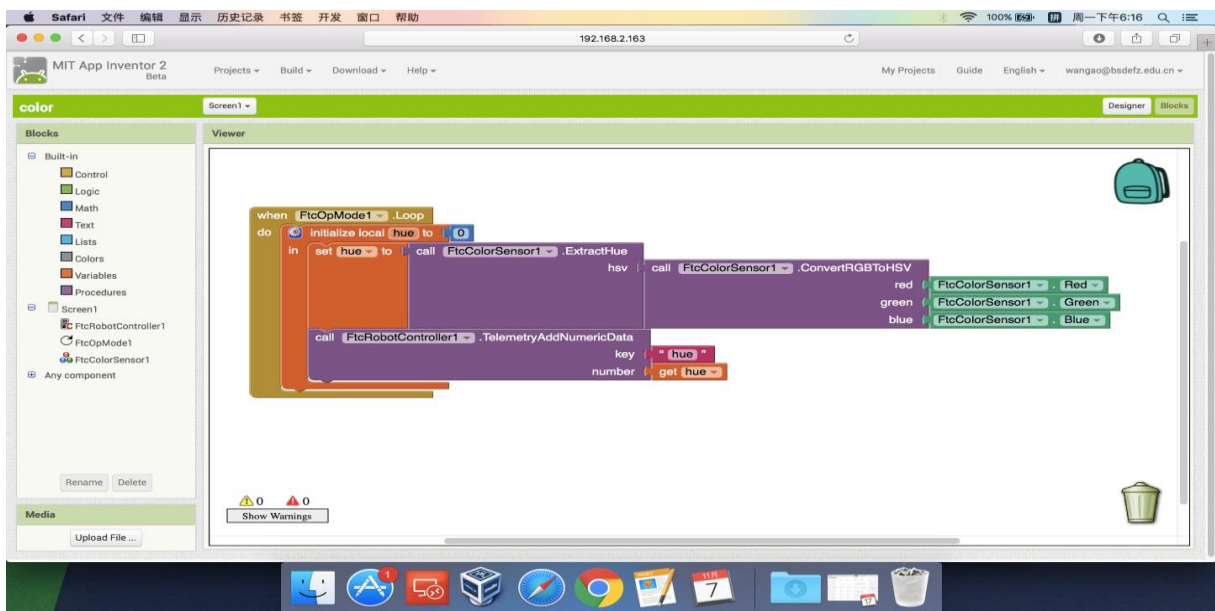 Safari 文件 编辑 显示 历史记录 书签 开发 窗口 帮助 100% 周一下午6:16
192.168.2.163
MIT App Inventor 2
Beta
Projects Build Download Help My Projects Guide English wangao@bsdefz.edu.cn
color Screen1 Designer Blocks
Blocks Viewer
Built-in
Control
Logic
Math
Text
Lists
Colors
Variables
Procedures
Screen1
FtcRobotController1
FtcOpMode1
FtcColorSensor1
Any component
Rename Delete
Media
Upload File ...
when FtcOpMode1 .Loop
do initialize local hue to 0
in set hue to call FtcColorSensor1 .ExtractHue
hsv call FtcColorSensor1 .ConvertRGBToHSV
red FtcColorSensor1 . Red
green FtcColorSensor1 . Green
blue FtcColorSensor1 . Blue
call FtcRobotController1 .TelemetryAddNumericData
key " hue "
number get hue
0 0
Show Warnings
1
11月
7
17